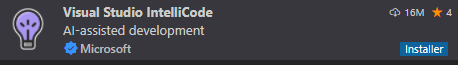 Visual Studio IntelliCode 16M 4
AI-assisted development
Microsoft Installer